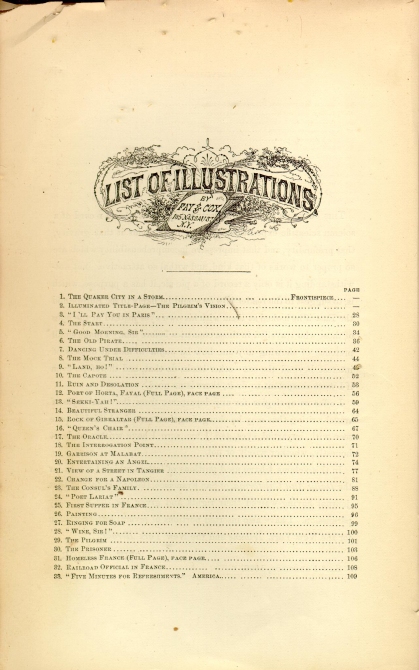 LIST OF ILLUSTRATIONS
BY
FAY & COX,
105 NASSAU ST
N.Y.
PAGE
1. The Quaker City in a Storm........ Frontispiece.... —
2. Illuminated Title-Page—The Pilgrim's Vision........ —
3. "I'll Pay You in Paris"........ 28
4. The Start........ 30
5. "Good Morning, Sir"........ 34
6. The Old Pirate........ 36
7. Dancing Under Difficulties........ 42
8. The Mock Trial........ 44
9. "Land, Ho!"........
10. The Capote........ 52
11. Ruin and Desolation........ 53
12. Port of Horta, Fayal (Full Page), face page.... 56
13. "Sekki-Yah!"........ 59
14. Beautiful Stranger........ 64
15. Rock of Gibraltar (Full Page), face page........ 65
16. "Queen's Chair"........ 67
17. The Oracle........ 70
18. The Interrogation Point........ 71
19. Garrison at Malabat........ 72
20. Entertaining an Angel........ 74
21. View of a Street in Tangier........ 77
22. Change for a Napoleon........ 81
23. The Consul's Family........ 88
24. "Poet Lariat"........ 91
25. First Supper in France........ 95
26. Painting........ 96
27. Ringing for Soap........ 99
28. "Wine, Sir!"........ 100
29. The Pilgrim........ 101
30. The Prisoner........ 103
31. Homeless France (Full Page), face page........ 106
32. Railroad Official in France........ 108
33. "Five Minutes for Refreshments." America........ 109